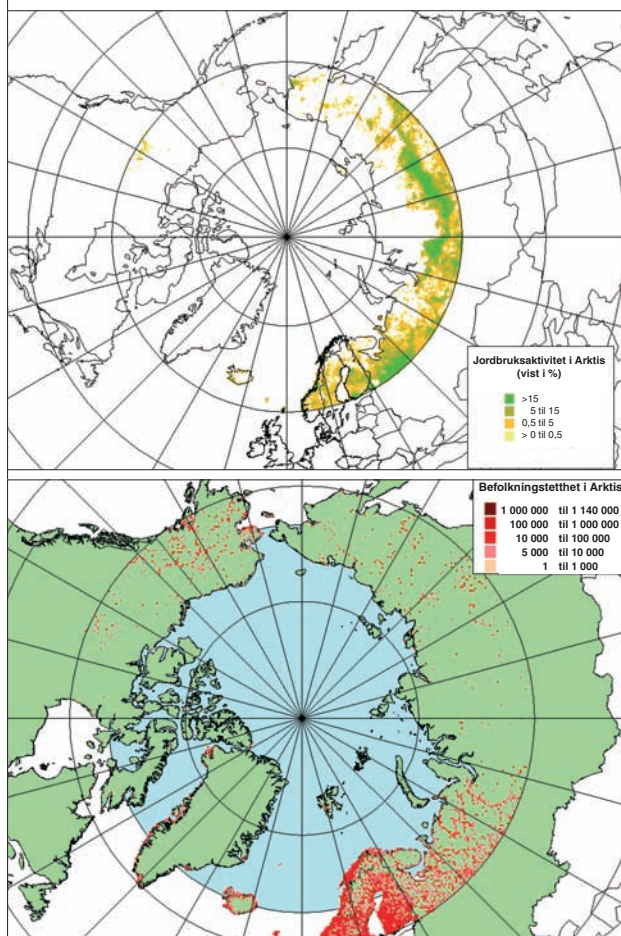 Jordbruksaktivitet i Arktis
(vist i %)
>15
5 til 15
0,5 til 5
> 0 til 0,5
Befolkningstetthet i Arktis
1 000 000 til 1 140 000
100 000 til 1 000 000
10 000 til 100 000
5 000 til 10 000
1 til 1 000